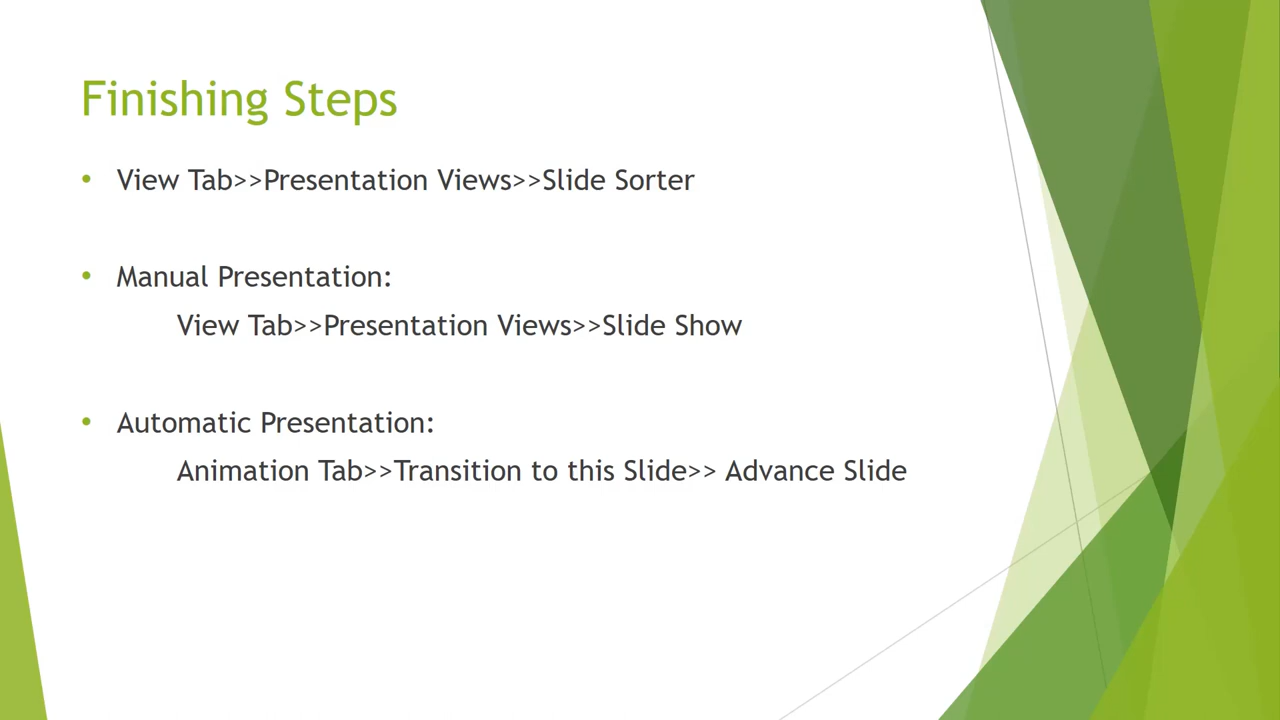 Finishing Steps
• View Tab>>Presentation Views>>Slide Sorter
• Manual Presentation:
View Tab>>Presentation Views>>Slide Show
• Automatic Presentation:
Animation Tab>>Transition to this Slide>> Advance Slide